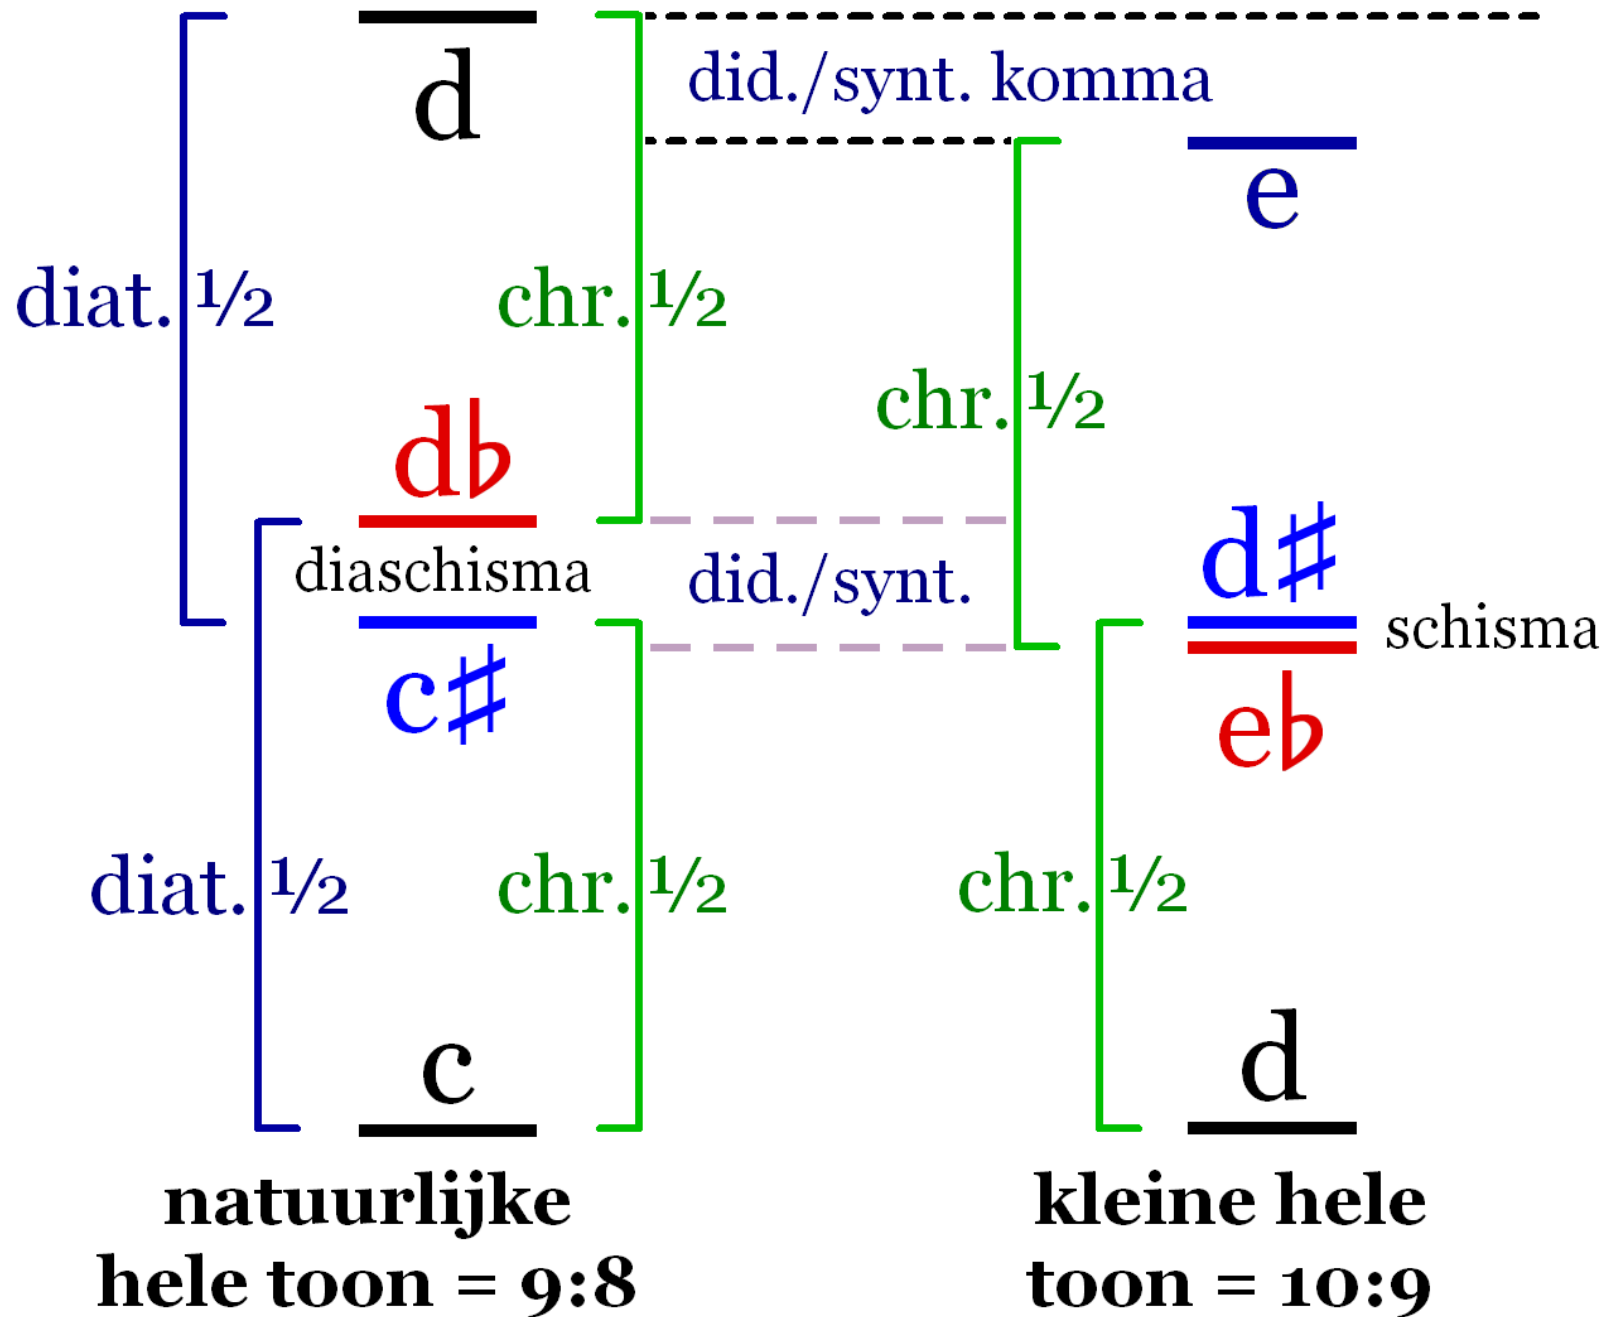 d
did./synt. komma
e
diat. ½
chr. ½
chr. ½
d♭
d♯
diaschisma
did./synt.
schisma
c♯
e♭
diat. ½
chr. ½
chr. ½
c
d
natuurlijke
hele toon = 9:8
kleine hele
toon = 10:9